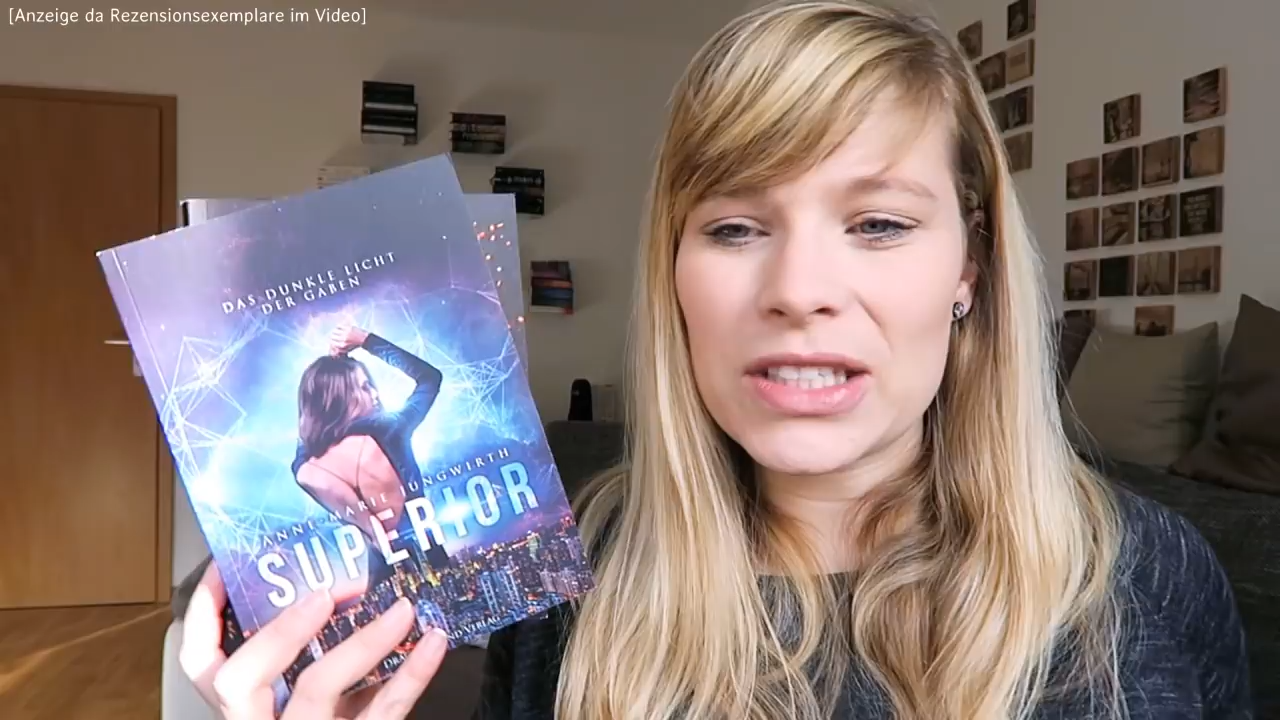 [Anzeige da Rezensionsexemplare im Video]
DAS DUNKLE LICHT
DER GABEN
ANNE-MARIE JUNGWIRTH
SUPERIOR